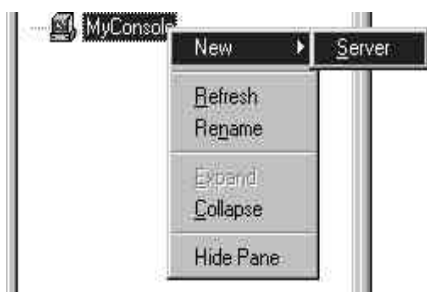 MyConsole
New
Server
Refresh
Rename
Expand
Collapse
Hide Pane